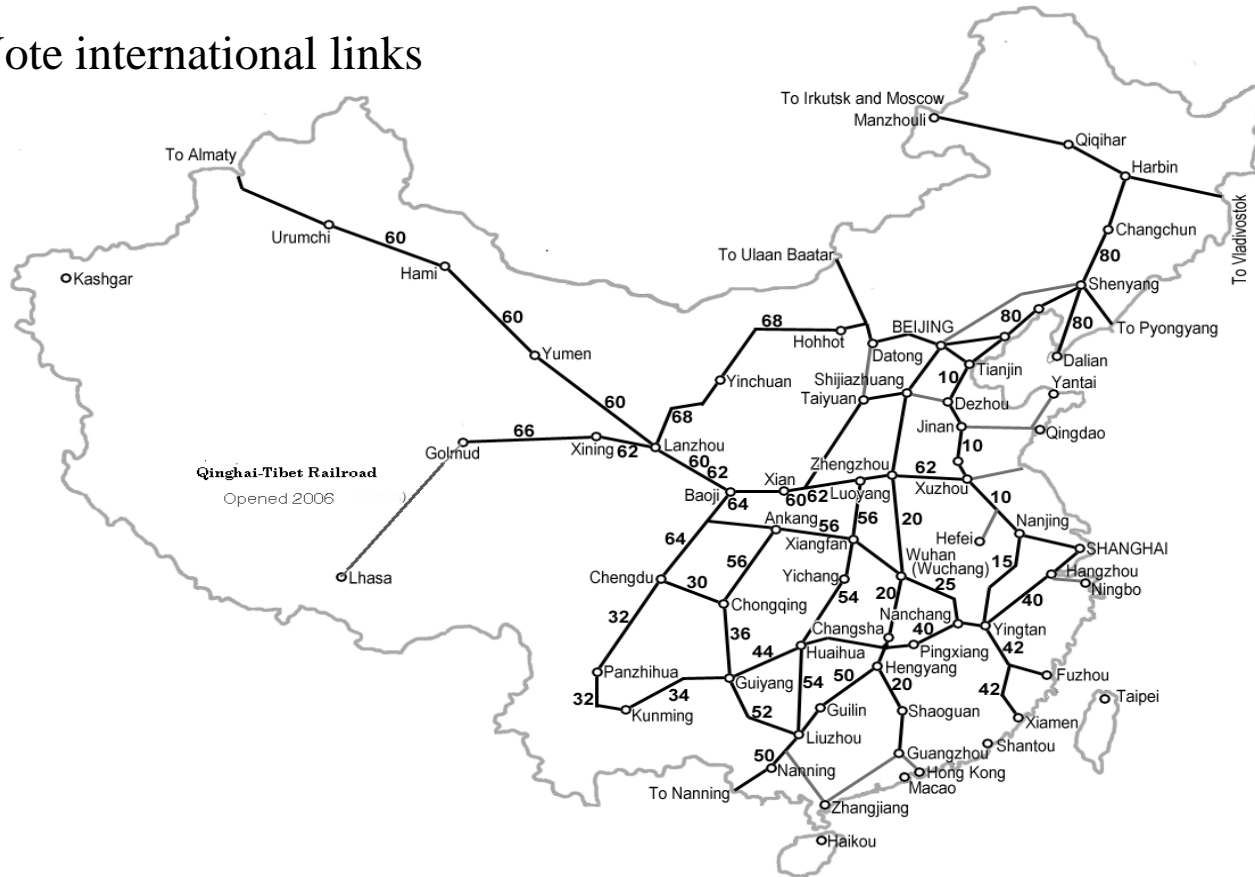 ote international links
To Irkutsk and Moscow
Manzhouli
Qiqihar
Harbin
To Almaty
To Vladivostok
Urumchi
60
Changchun
To Ulaan Baatar
80
Hami
Kashgar
Shenyang
60
68
BEIJING
80
80
To Pyongyang
Hohhot
Datong
Yumen
Tianjin
Dalian
Yinchuan
Shijiazhuang
10
Yantai
Taiyuan
Dezhou
60
68
Jinan
Qingdao
66
Lanzhou
10
Golmud
Xining
62
60
62
Zhengzhou
62
Qinghai-Tibet Railroad
Xian
Opened 2006
)
Baoji
64
60
62
Luoyang
Xuzhou
10
Ankang
56
56
20
Nanjing
64
Xiangfan
Hefei
SHANGHAI
Wuhan
(Wuchang)
15
56
Hangzhou
Lhasa
Chengdu
30
Yichang
25
Ningbo
54
20
40
Chongqing
32
36
Changsha
Nanchang
40
Yingtan
44
Huaihua
Pingxiang
42
Panzhihua
Guiyang
54
50
Hengyang
20
Fuzhou
34
42
32
Kunming
52
Guilin
Shaoguan
Xiamen
Taipei
Liuzhou
50
Guangzhou
Shantou
Nanning
Hong Kong
To Nanning
Macao
Zhangjiang
Haikou